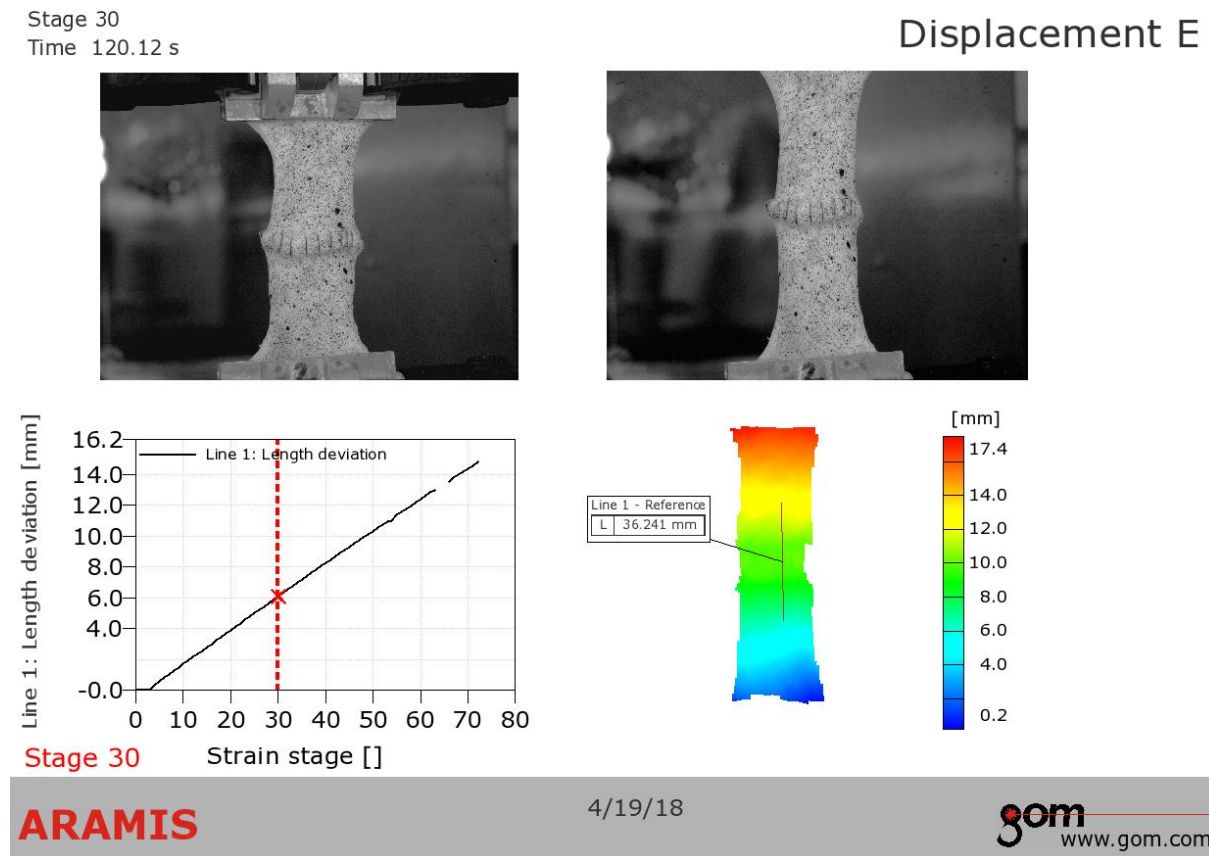 Stage 30
Time 120.12 s
Displacement E
Line 1: Length deviation [mm]
16.2
14.0
12.0
10.0
8.0
6.0
4.0
-0.0
Line 1: Length deviation
0 10 20 30 40 50 60 70 80
Stage 30
Strain stage []
Line 1 - Reference
L 36.241 mm
[mm]
17.4
14.0
12.0
10.0
8.0
6.0
4.0
0.2
ARAMIS
4/19/18
gom
www.gom.com